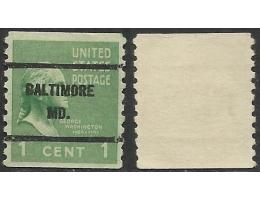 UNITED
STATES
POSTAGE
BALTIMORE
MD.
GEORGE
WASHINGTON
1 CENT 1